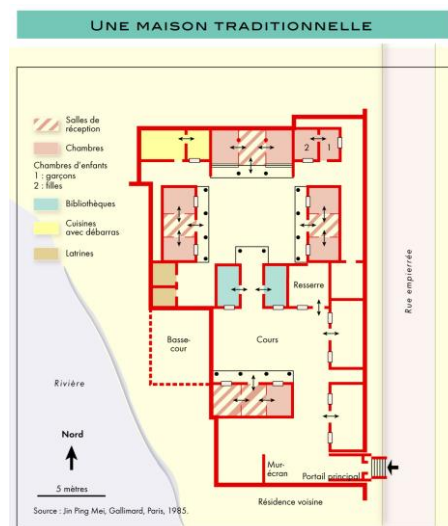 UNE MAISON TRADITIONNELLE
Salles de
réception
Chambres
Chambres d'enfants
1 : garçons
2 : filles
Bibliothèques
Cuisines
avec débarras
Latrines
2
1
Resserre
Rue empierrée
Basse-
cour
Cours
Rivière
Nord
5 mètres
Mur-
écran
Portail principal
Résidence voisine
Source : Jin Ping Mei, Gallimard, Paris, 1985.